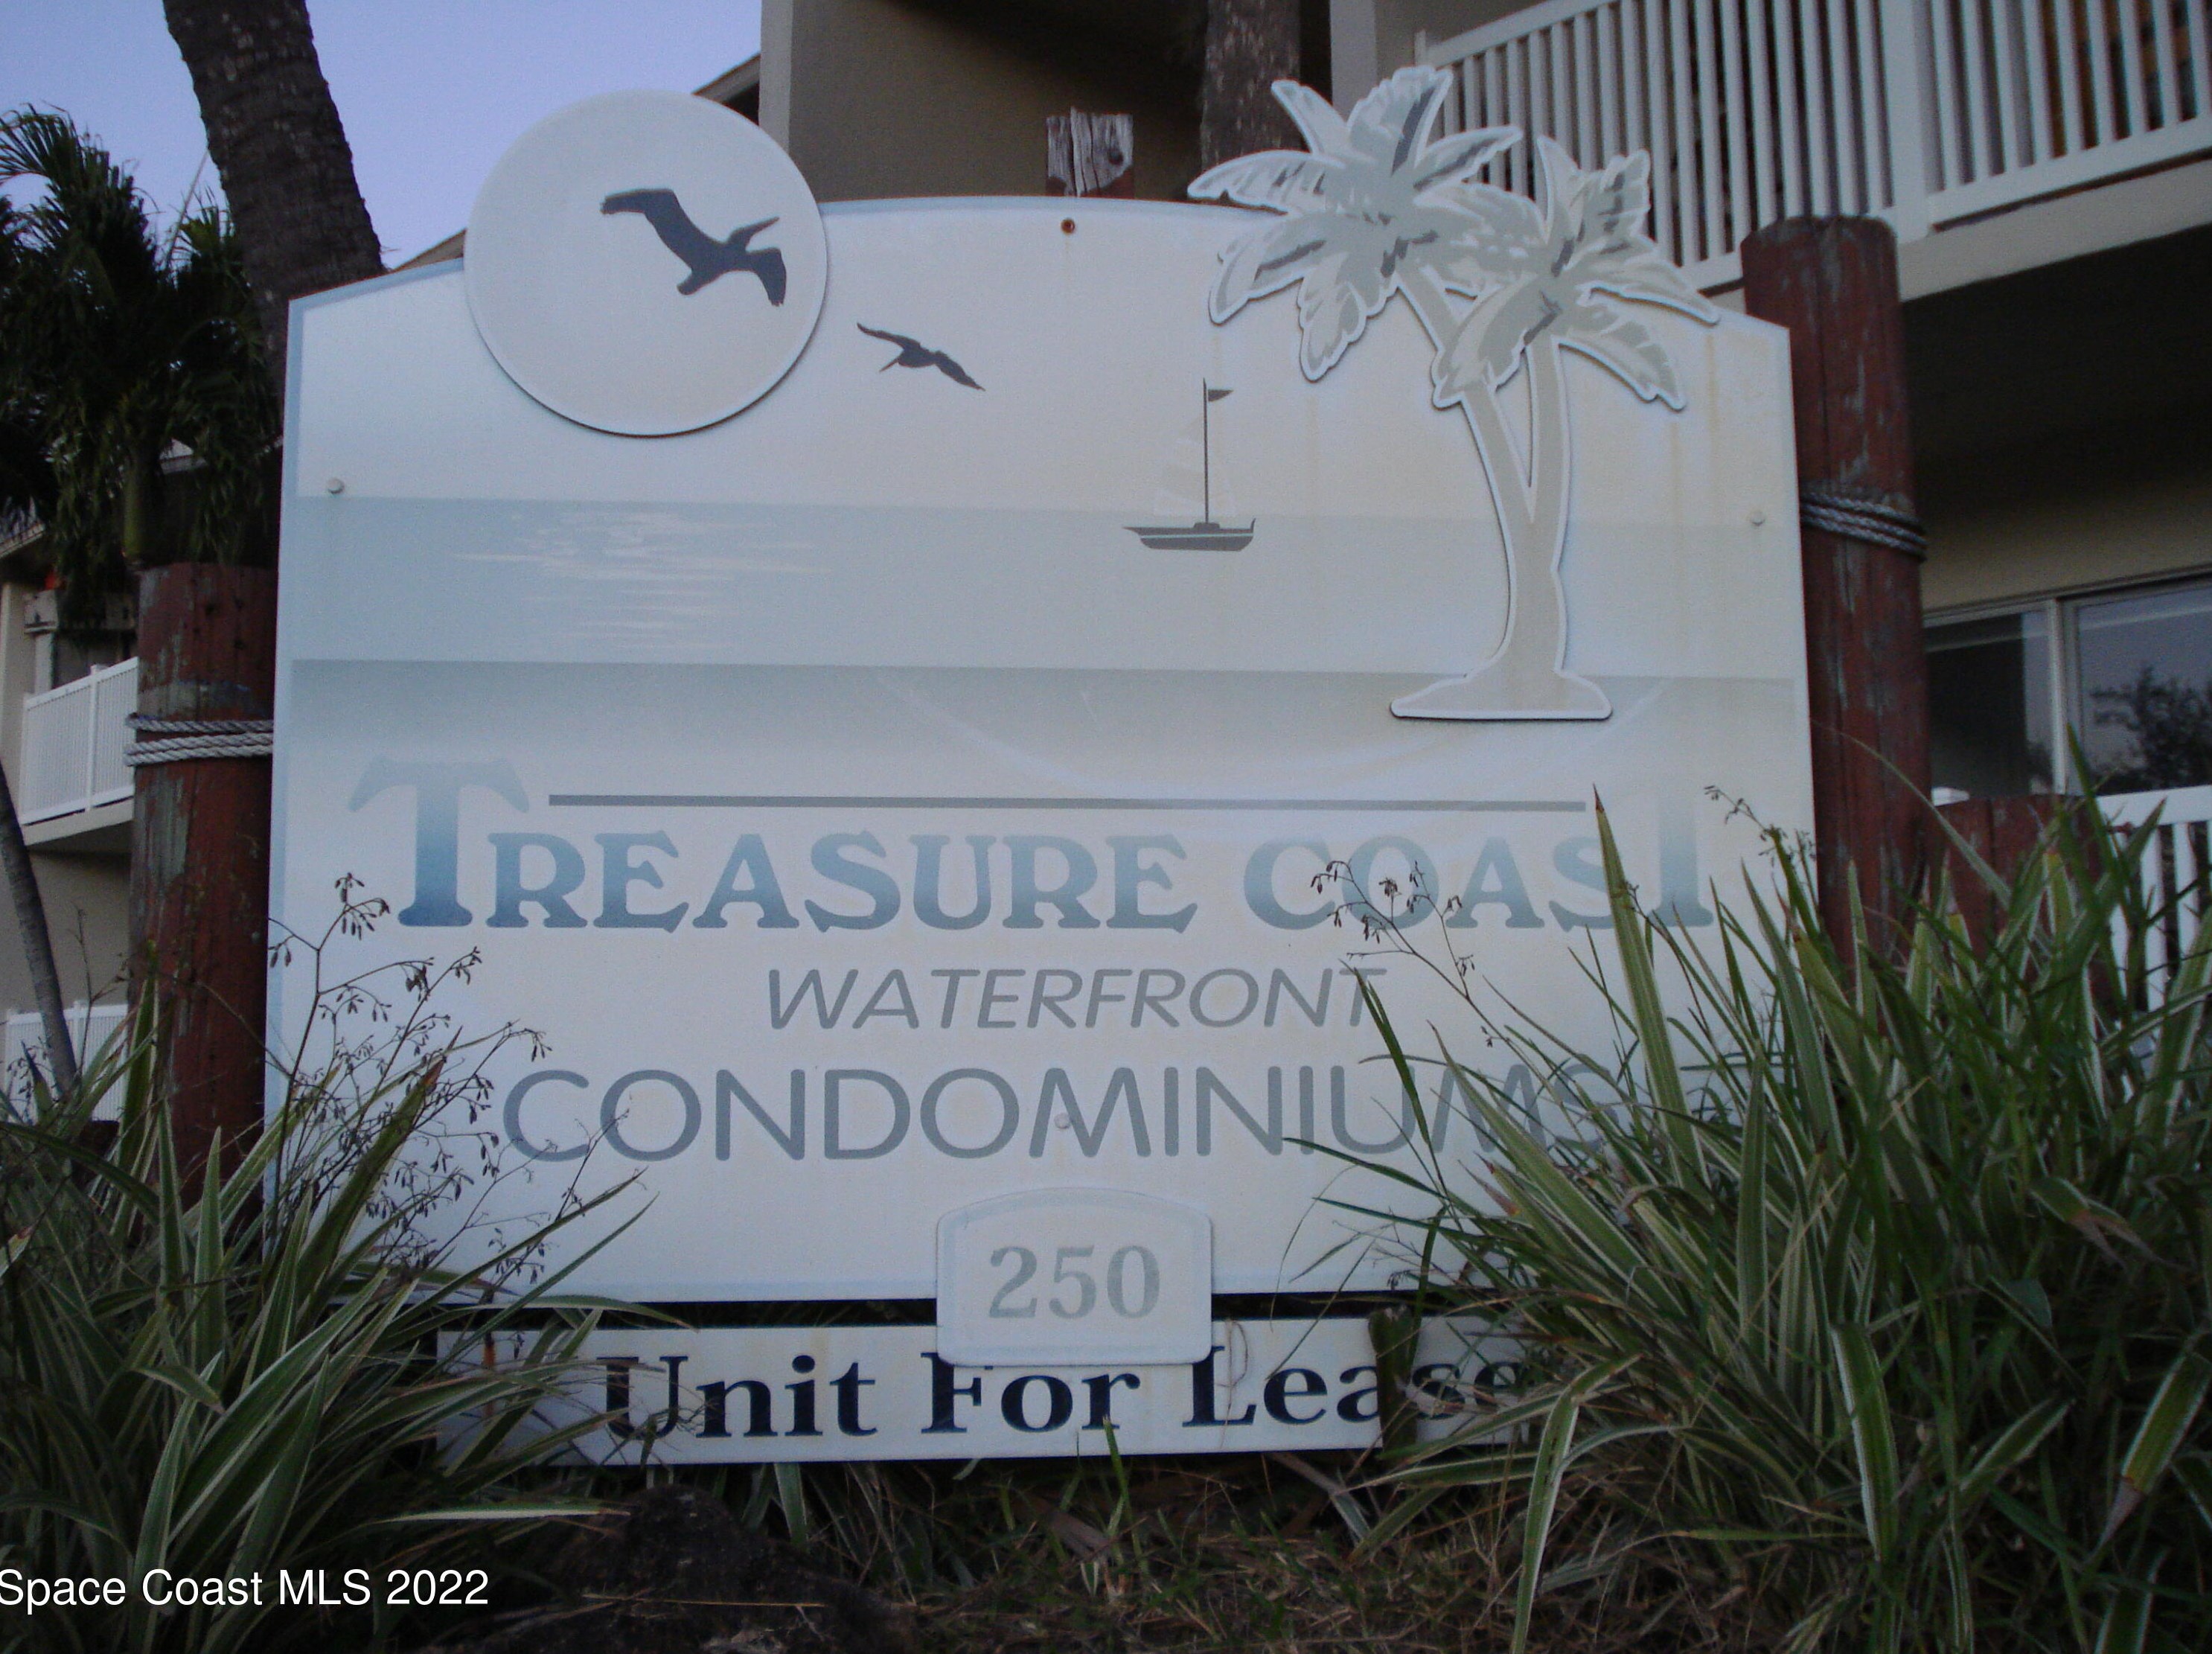 TREASURE COAST
WATERFRONT
CONDOMINIUMS
250
Unit For Lease
Space Coast MLS 2022